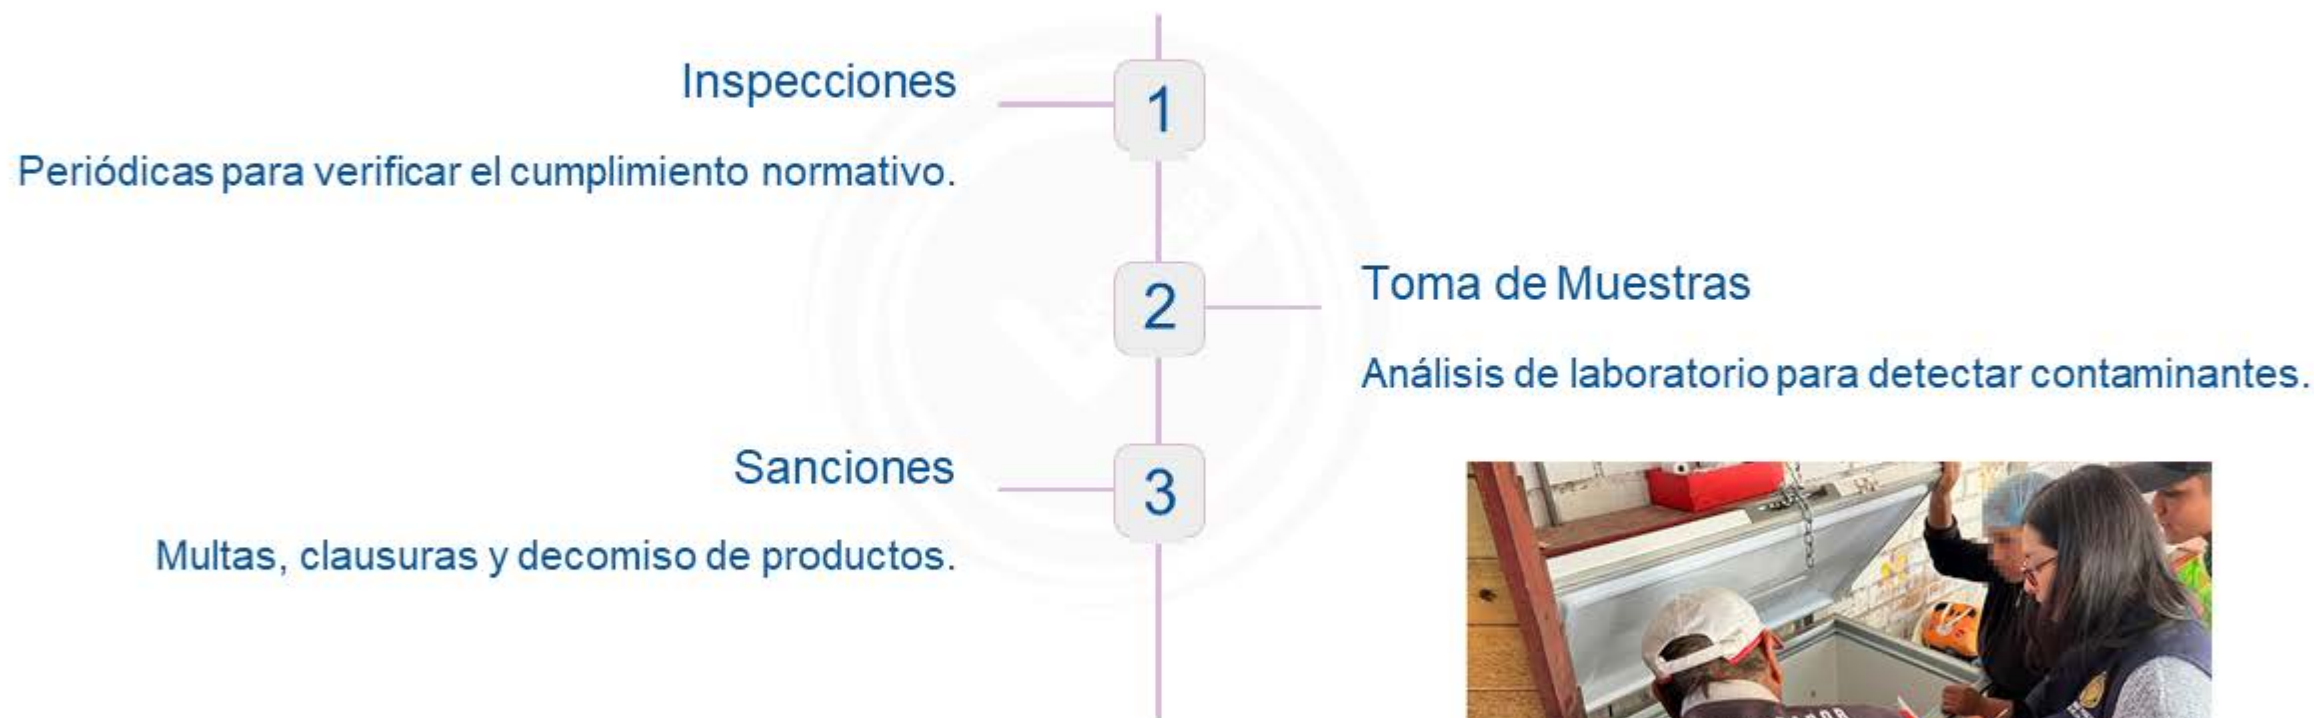 Inspecciones
1
Periódicas para verificar el cumplimiento normativo.
2
Toma de Muestras
Análisis de laboratorio para detectar contaminantes.
Sanciones
3
Multas, clausuras y decomiso de productos.